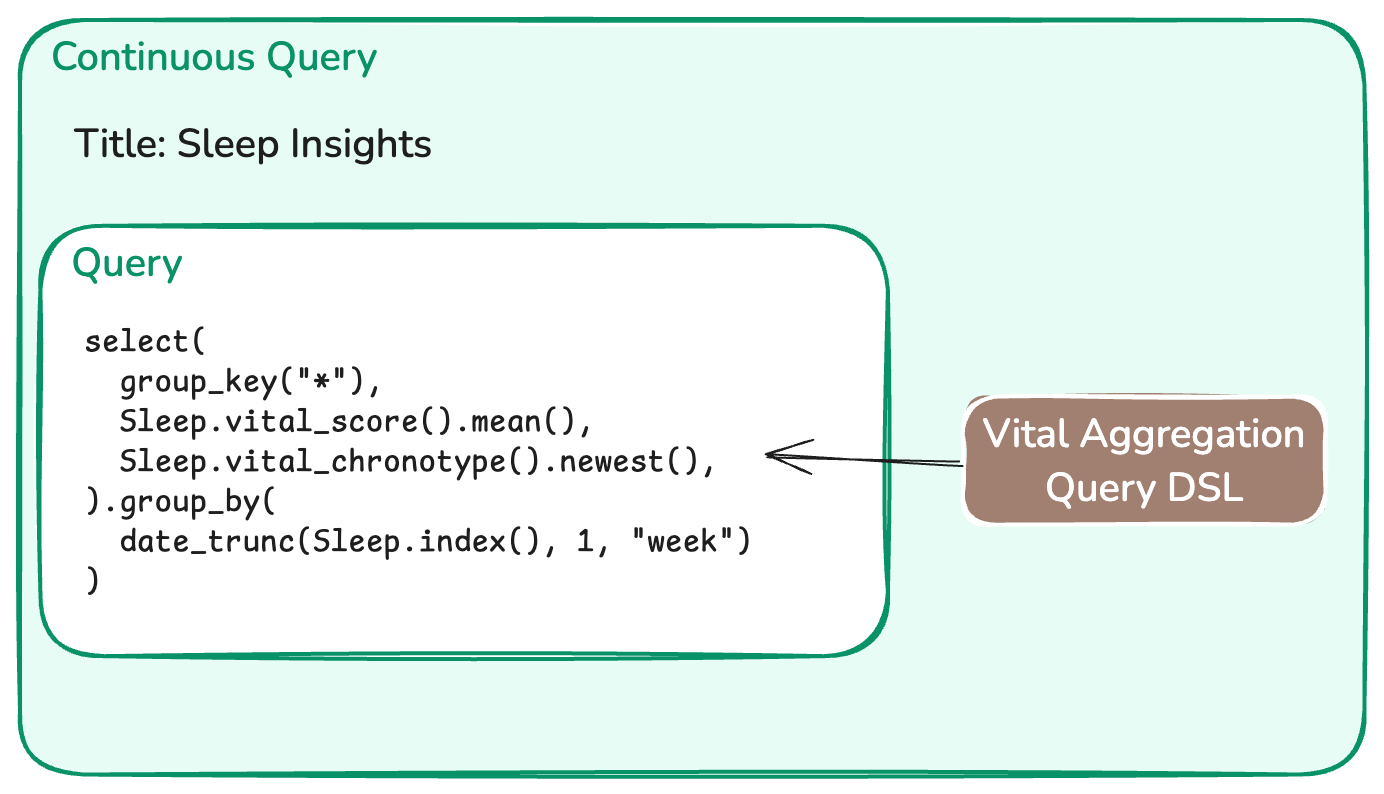 Continuous Query
Title: Sleep Insights
Query
select(
  group_key("*"),
  Sleep.vital_score().mean(),
  Sleep.vital_chronotype().newest(),
).group_by(
  date_trunc(Sleep.index(), 1, "week")
)
Vital Aggregation
Query DSL